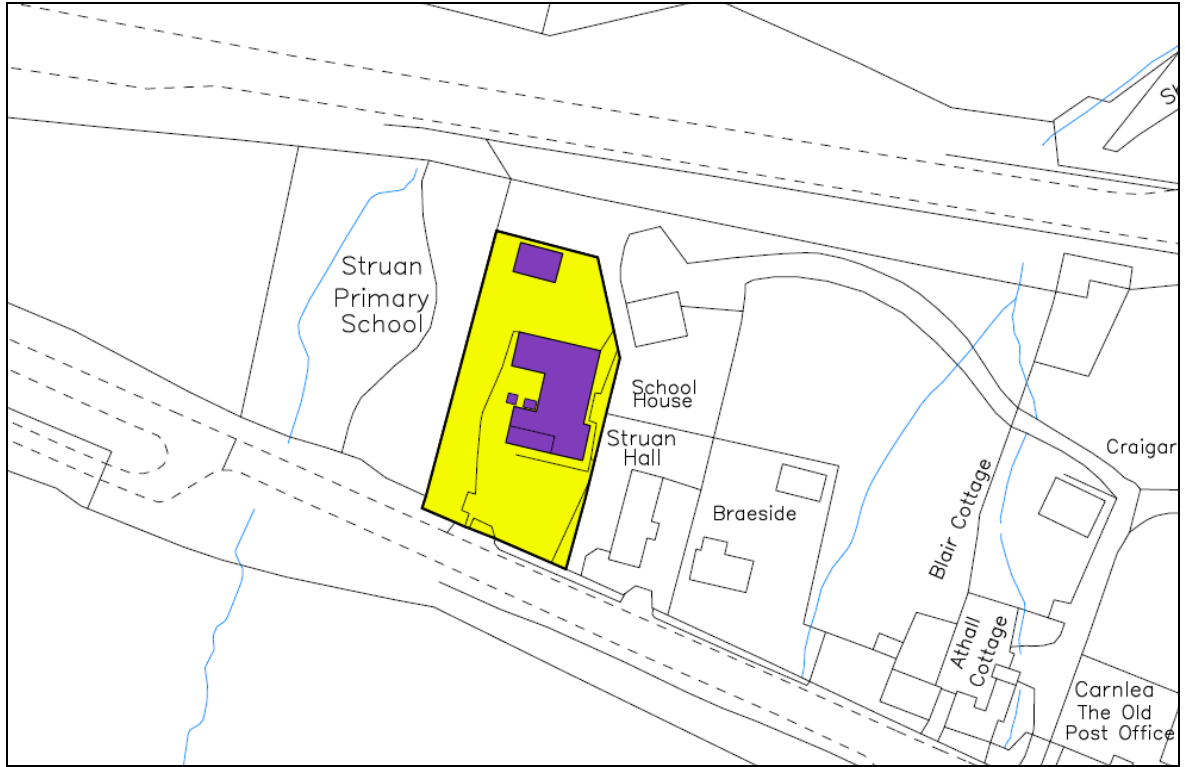 Struan
Primary
School
School
House
Struan
Hall
Braeside
Blair Cottage
Craigar
Athall
Cottage
Carnlea
The Old
Post Office